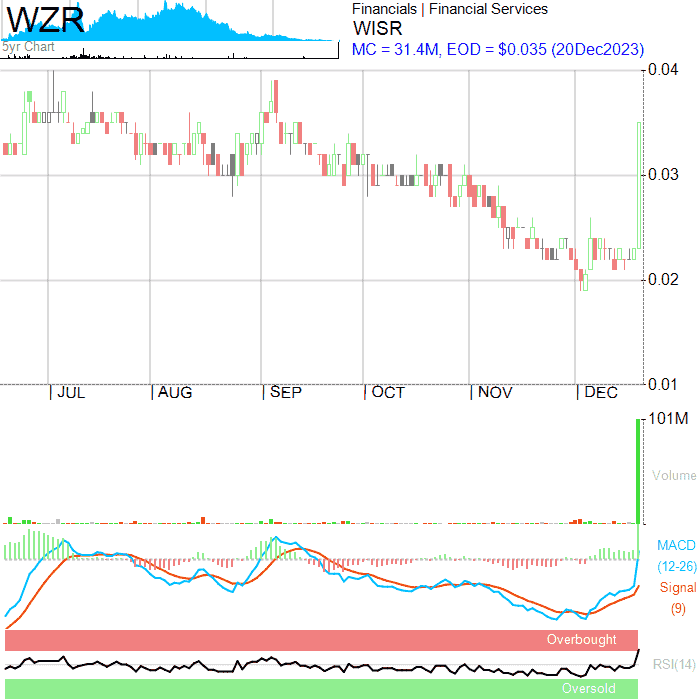 WZR
5yr Chart
Financials | Financial Services
WISR
MC = 31.4M, EOD = $0.035 (20Dec2023)
0.04
0.03
0.02
0.01
JUL
AUG
SEP
OCT
NOV
DEC
101M
Volume
MACD
(12-26)
Signal
(9)
Overbought
RSI(14)
Oversold